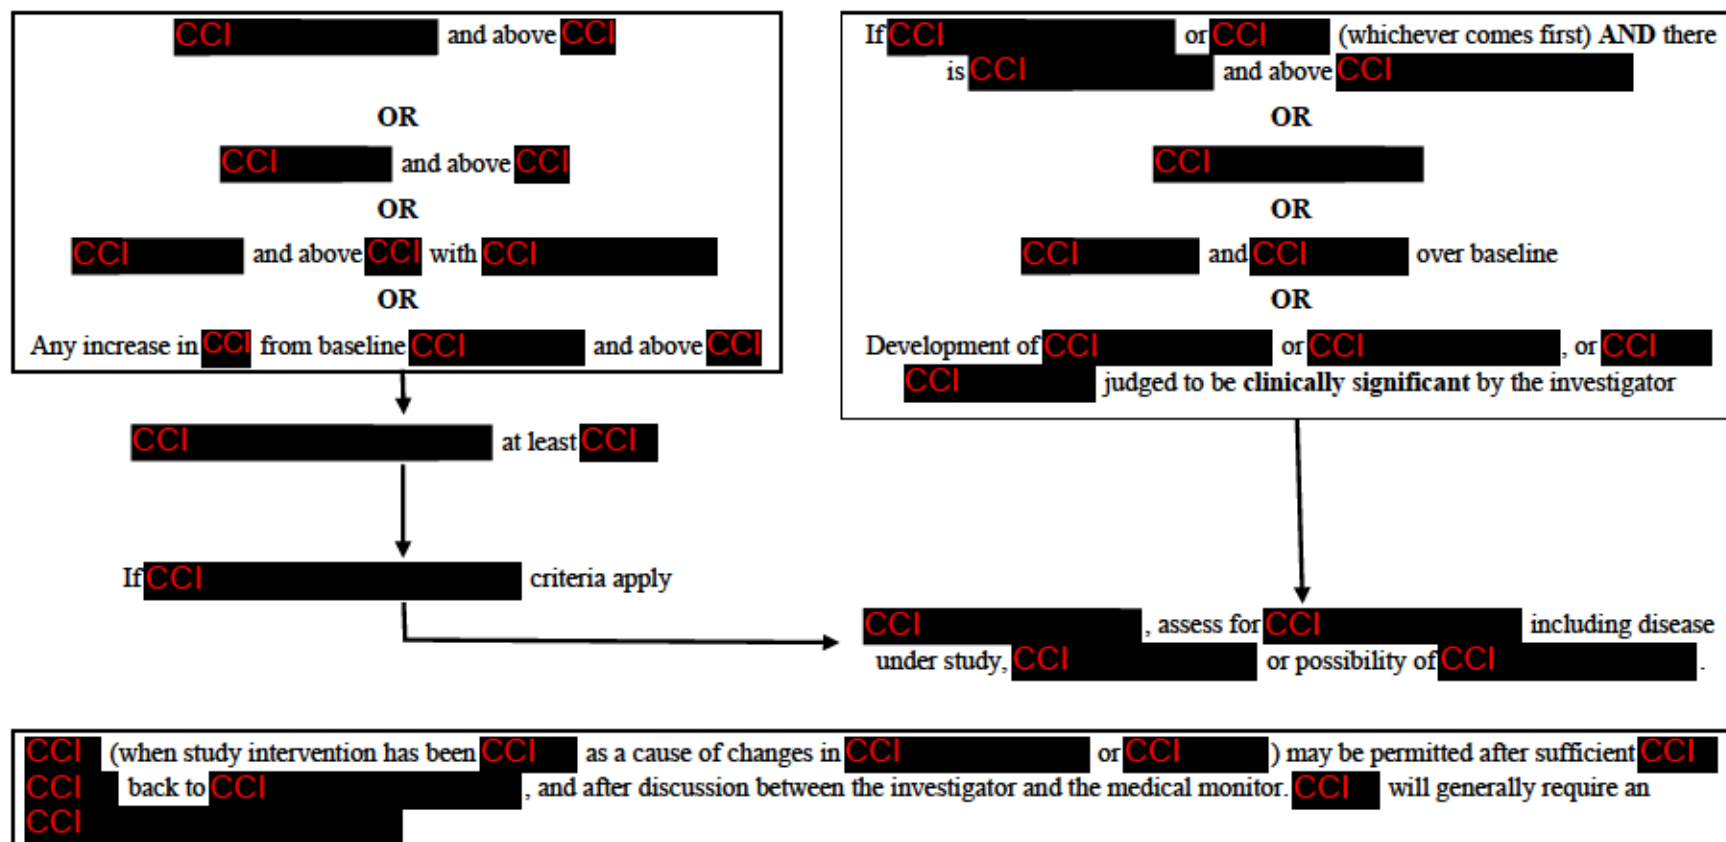 CCI and above CCI
OR
CCI and above CCI
OR
CCI and above CCI with CCI
OR
Any increase in CCI from baseline CCI and above CCI
CCI at least CCI
If CCI criteria apply
If CCI or CCI (whichever comes first) AND there
is CCI and above CCI
OR
CCI
OR
CCI and CCI over baseline
OR
Development of CCI or CCI , or CCI
CCI judged to be clinically significant by the investigator
CCI , assess for CCI including disease
under study, CCI or possibility of CCI .
CCI (when study intervention has been CCI as a cause of changes in CCI or CCI ) may be permitted after sufficient CCI
CCI back to CCI , and after discussion between the investigator and the medical monitor. CCI will generally require an
CCI